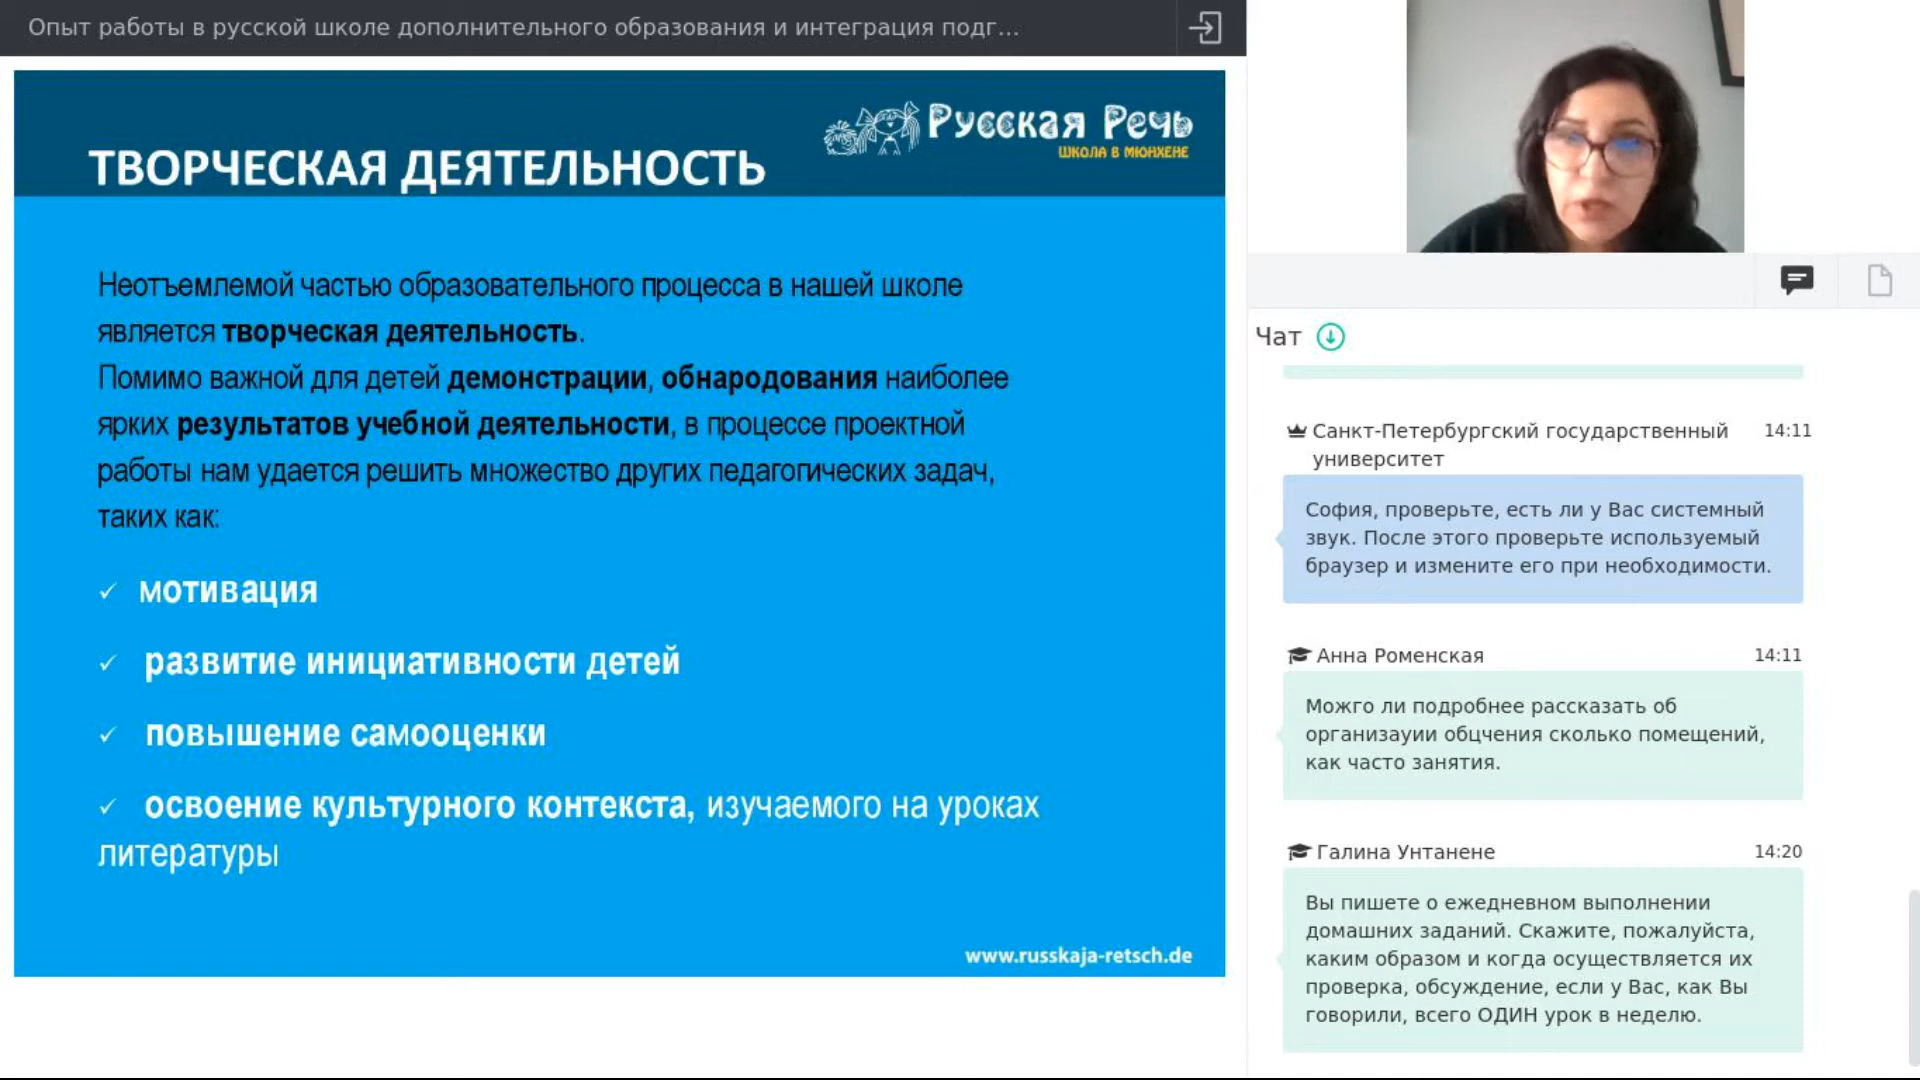 Опыт работы в русской школе дополнительного образования и интеграция подг...
Русская Речь
ШКОЛА В МЮНХЕНЕ
ТВОРЧЕСКАЯ ДЕЯТЕЛЬНОСТЬ
Неотъемлемой частью образовательного процесса в нашей школе
является творческая деятельность.
Помимо важной для детей демонстрации, обнародования наиболее
ярких результатов учебной деятельности, в процессе проектной
работы нам удается решить множество других педагогических задач,
таких как:
✓ мотивация
✓ развитие инициативности детей
✓ повышение самооценки
✓ освоение культурного контекста, изучаемого на уроках
литературы
www.russkaja-retsch.de
Чат
Санкт-Петербургский государственный 14:11
университет
София, проверьте, есть ли у Вас системный
звук. После этого проверьте используемый
браузер и измените его при необходимости.
Анна Роменская 14:11
Можго ли подробнее рассказать об
организауии обцчения сколько помещений,
как часто занятия.
Галина Унтанене 14:20
Вы пишете о ежедневном выполнении
домашних заданий. Скажите, пожалуйста,
каким образом и когда осуществляется их
проверка, обсуждение, если у Вас, как Вы
говорили, всего ОДИН урок в неделю.